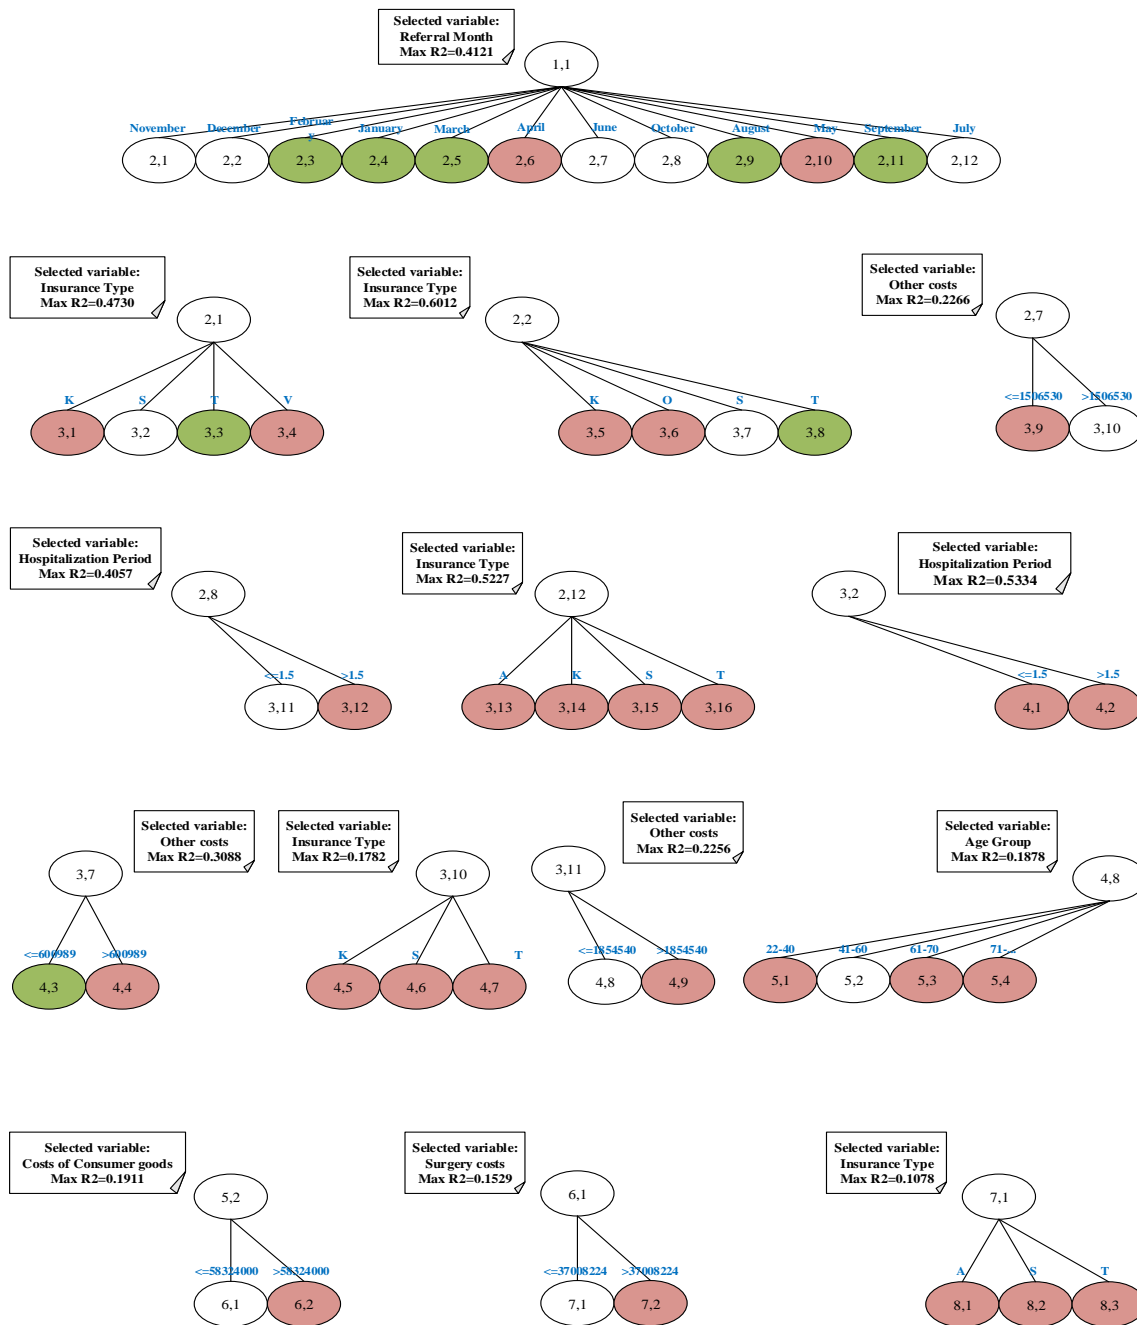 Selected variable:
Referral Month
Max R2=0.4121
1,1
November
December
Februar
y
January
March
April
June
October
August
May
September
July
2,1
2,2
2,3
2,4
2,5
2,6
2,7
2,8
2,9
2,10
2,11
2,12
Selected variable:
Insurance Type
Max R2=0.4730
2,1
K
S
T
V
3,1
3,2
3,3
3,4
Selected variable:
Insurance Type
Max R2=0.6012
2,2
K
O
S
T
3,5
3,6
3,7
3,8
Selected variable:
Other costs
Max R2=0.2266
2,7
<=1506530
>1506530
3,9
3,10
Selected variable:
Hospitalization Period
Max R2=0.4057
2,8
<=1.5
>1.5
3,11
3,12
Selected variable:
Insurance Type
Max R2=0.5227
2,12
A
K
S
T
3,13
3,14
3,15
3,16
Selected variable:
Hospitalization Period
Max R2=0.5334
3,2
<=1.5
>1.5
4,1
4,2
Selected variable:
Other costs
Max R2=0.3088
3,7
<=600989
>600989
4,3
4,4
Selected variable:
Insurance Type
Max R2=0.1782
3,10
K
S
T
4,5
4,6
4,7
Selected variable:
Other costs
Max R2=0.2256
3,11
<=1854540
>1854540
4,8
4,9
Selected variable:
Age Group
Max R2=0.1878
4,8
22-40
41-60
61-70
71-...
5,1
5,2
5,3
5,4
Selected variable:
Costs of Consumer goods
Max R2=0.1911
5,2
<=58324000
>58324000
6,1
6,2
Selected variable:
Surgery costs
Max R2=0.1529
6,1
<=37008224
>37008224
7,1
7,2
Selected variable:
Insurance Type
Max R2=0.1078
7,1
A
S
T
8,1
8,2
8,3